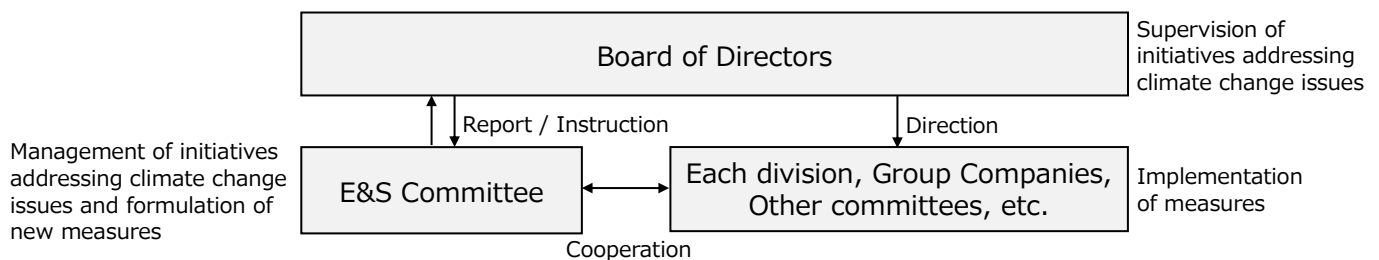 Board of Directors
Supervision of
initiatives addressing
climate change issues
Report / Instruction
Direction
Management of initiatives
addressing climate change
issues and formulation of
new measures
E&S Committee
Each division, Group Companies,
Other committees, etc.
Implementation
of measures
Cooperation